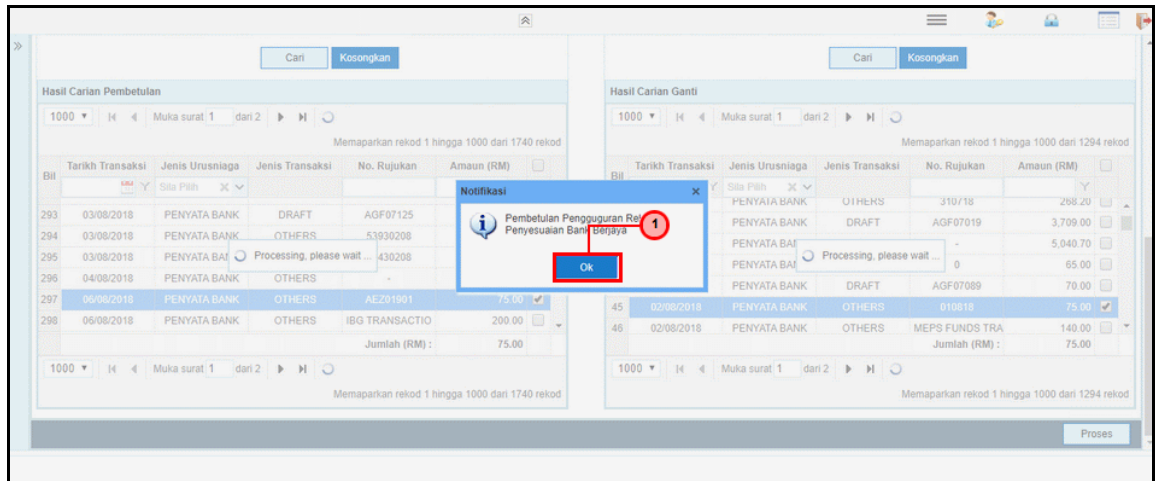 Cari Kosongkan
Hasil Carian Pembetulan
1000 Muka surat 1 dari 2
Memaparkan rekod 1 hingga 1000 dari 1740 rekod
Bil Tarikh Transaksi Jenis Urusniaga Jenis Transaksi No. Rujukan Amaun (RM)
Sila Pilih
293 03/08/2018 PENYATA BANK DRAFT AGF07125
294 03/08/2018 PENYATA BANK OTHERS 53930208
295 03/08/2018 PENYATA 430208
Processing, please wait ...
296 04/08/2018 PENYATA BANK OTHERS -
297 06/08/2018 PENYATA BANK OTHERS AEZ01901 75.00
298 06/08/2018 PENYATA BANK OTHERS IBG TRANSACTIO 200.00
Jumlah (RM) : 75.00
1000 Muka surat 1 dari 2
Memaparkan rekod 1 hingga 1000 dari 1740 rekod
Notifikasi
Pembetulan Pengguguran
Penyesuaian Bank Berjaya
1
Ok
Cari Kosongkan
Hasil Carian Ganti
1000 Muka surat 1 dari 2
Memaparkan rekod 1 hingga 1000 dari 1294 rekod
Bil Tarikh Transaksi Jenis Urusniaga Jenis Transaksi No. Rujukan Amaun (RM)
Sila Pilih
PENYATA BANK OTHERS 310718 268.20
PENYATA BANK DRAFT AGF07019 3,709.00
PENYATA - 5,040.70
Processing, please wait ...
PENYATA 0 65.00
PENYATA BANK DRAFT AGF07089 70.00
45 02/08/2018 PENYATA BANK OTHERS 010818 75.00
46 02/08/2018 PENYATA BANK OTHERS MEPS FUNDS TRA 140.00
Jumlah (RM) : 75.00
1000 Muka surat 1 dari 2
Memaparkan rekod 1 hingga 1000 dari 1294 rekod
Proses